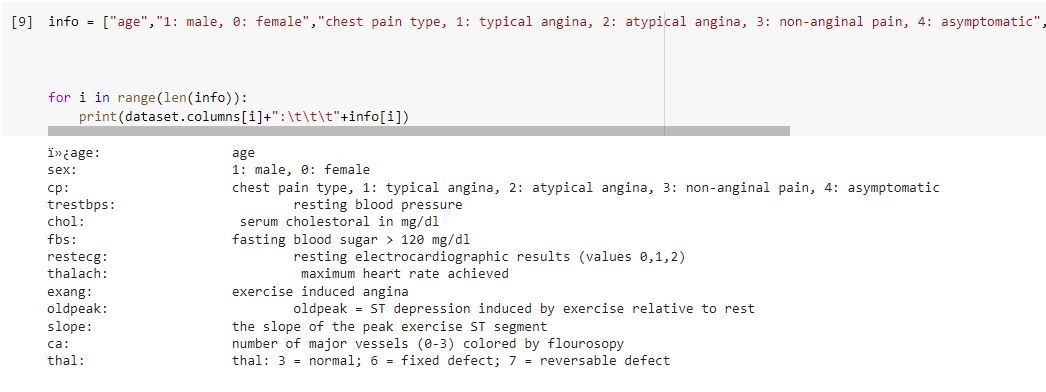 [9] info = ["age","1: male, 0: female","chest pain type, 1: typical angina, 2: atypical angina, 3: non-anginal pain, 4: asymptomatic",
for i in range(len(info)):
    print(dataset.columns[i]+":\t\t\t"+info[i])
ï»¿age: age
sex: 1: male, 0: female
cp: chest pain type, 1: typical angina, 2: atypical angina, 3: non-anginal pain, 4: asymptomatic
trestbps: resting blood pressure
chol: serum cholestoral in mg/dl
fbs: fasting blood sugar > 120 mg/dl
restecg: resting electrocardiographic results (values 0,1,2)
thalach: maximum heart rate achieved
exang: exercise induced angina
oldpeak: oldpeak = ST depression induced by exercise relative to rest
slope: the slope of the peak exercise ST segment
ca: number of major vessels (0-3) colored by flourosopy
thal: thal: 3 = normal; 6 = fixed defect; 7 = reversable defect